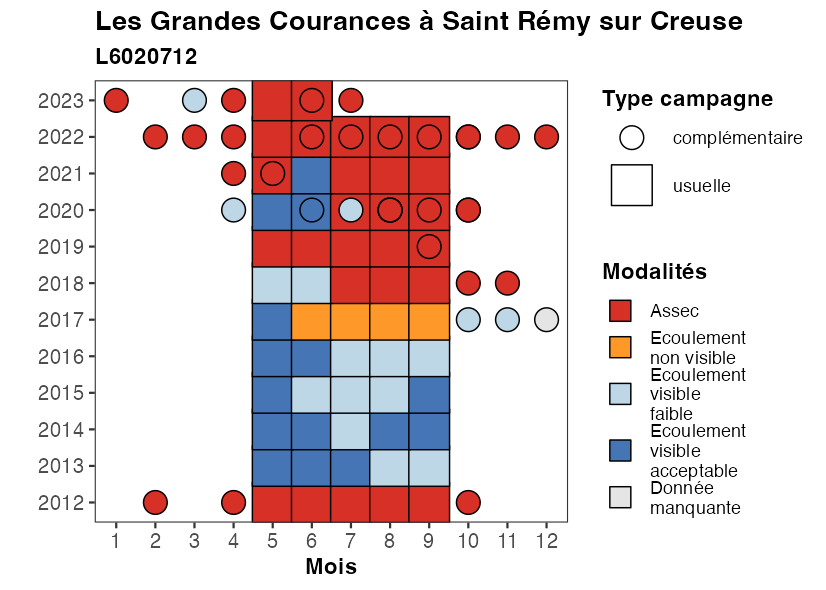 Les Grandes Courances à Saint Rémy sur Creuse
L6020712
2023
2022
2021
2020
2019
2018
2017
2016
2015
2014
2013
2012
1 2 3 4 5 6 7 8 9 10 11 12
Mois
Type campagne
complémentaire
usuelle
Modalités
Assec
Ecoulement
non visible
Ecoulement
visible
faible
Ecoulement
visible
acceptable
Donnée
manquante